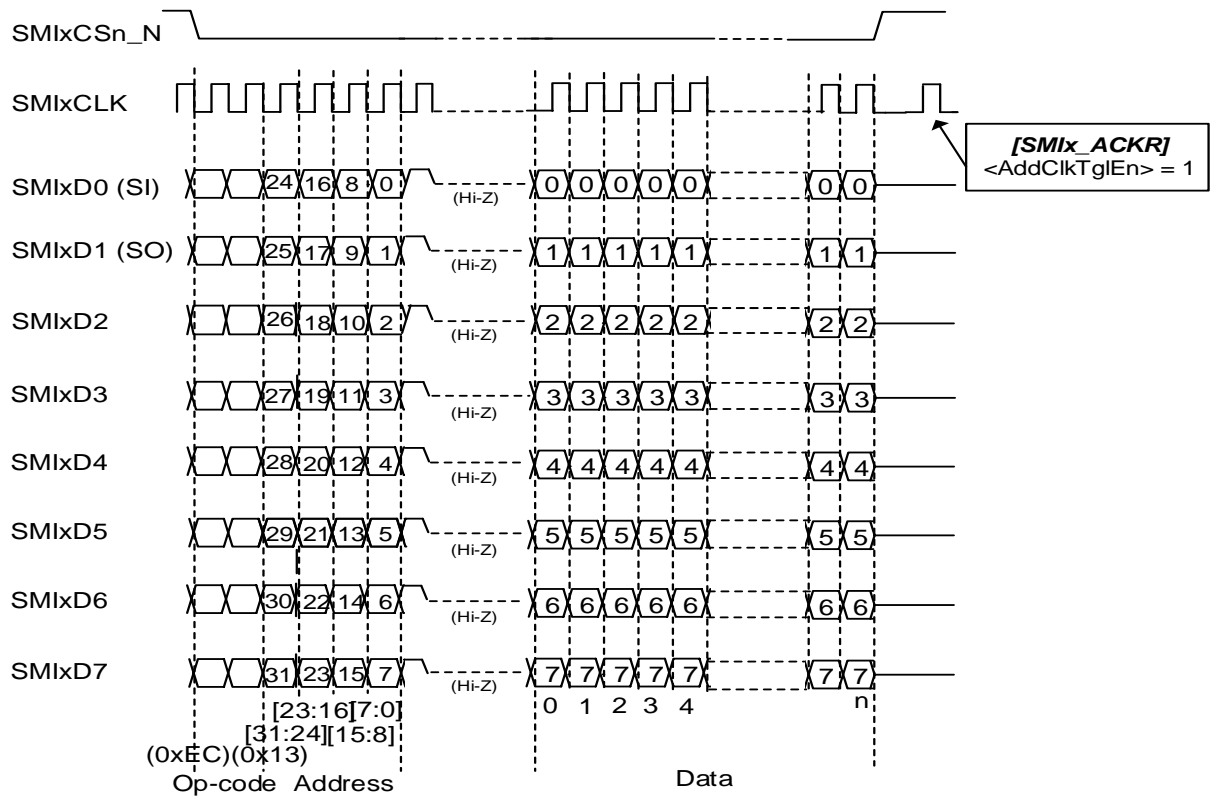 SMIxCSn_N
SMIxCLK
[SMIx_ACKR]
<AddClkTglEn> = 1
SMIxD0 (SI) 24 16 8 0 (Hi-Z) 0 0 0 0 0 0 0
SMIxD1 (SO) 25 17 9 1 (Hi-Z) 1 1 1 1 1 1 1
SMIxD2 26 18 10 2 (Hi-Z) 2 2 2 2 2 2 2
SMIxD3 27 19 11 3 (Hi-Z) 3 3 3 3 3 3 3
SMIxD4 28 20 12 4 (Hi-Z) 4 4 4 4 4 4 4
SMIxD5 29 21 13 5 (Hi-Z) 5 5 5 5 5 5 5
SMIxD6 30 22 14 6 (Hi-Z) 6 6 6 6 6 6 6
SMIxD7 31 23 15 7 (Hi-Z) 7 7 7 7 7 7 7
0 1 2 3 4 n
[23:16][7:0]
[31:24][15:8]
(0xEC)(0x13)
Op-code Address Data